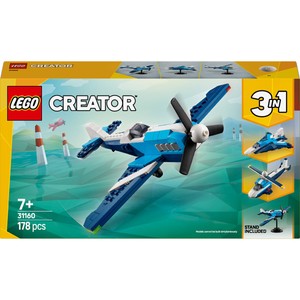 LEGO
CREATOR
3in1
7+
31160
178 pcs
STAND
INCLUDED